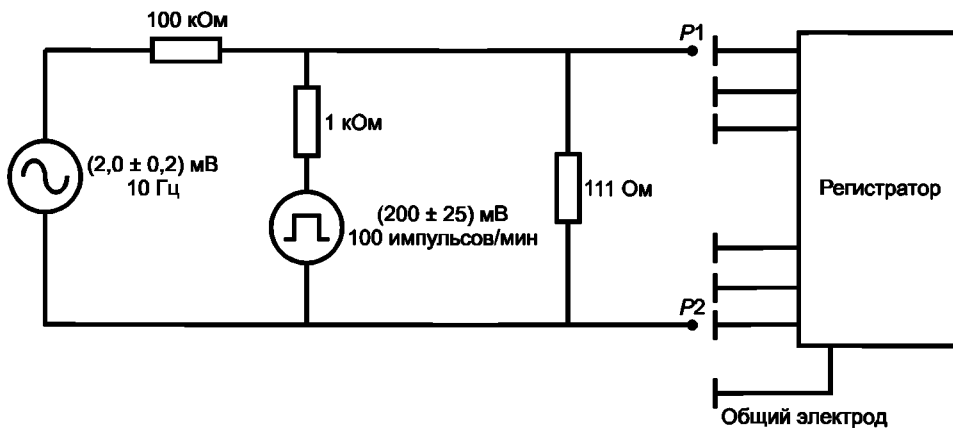 100 кОм
P1
1 кОм
(2,0 ± 0,2) мВ
10 Гц
111 Ом
Регистратор
(200 ± 25) мВ
100 импульсов/мин
P2
Общий электрод